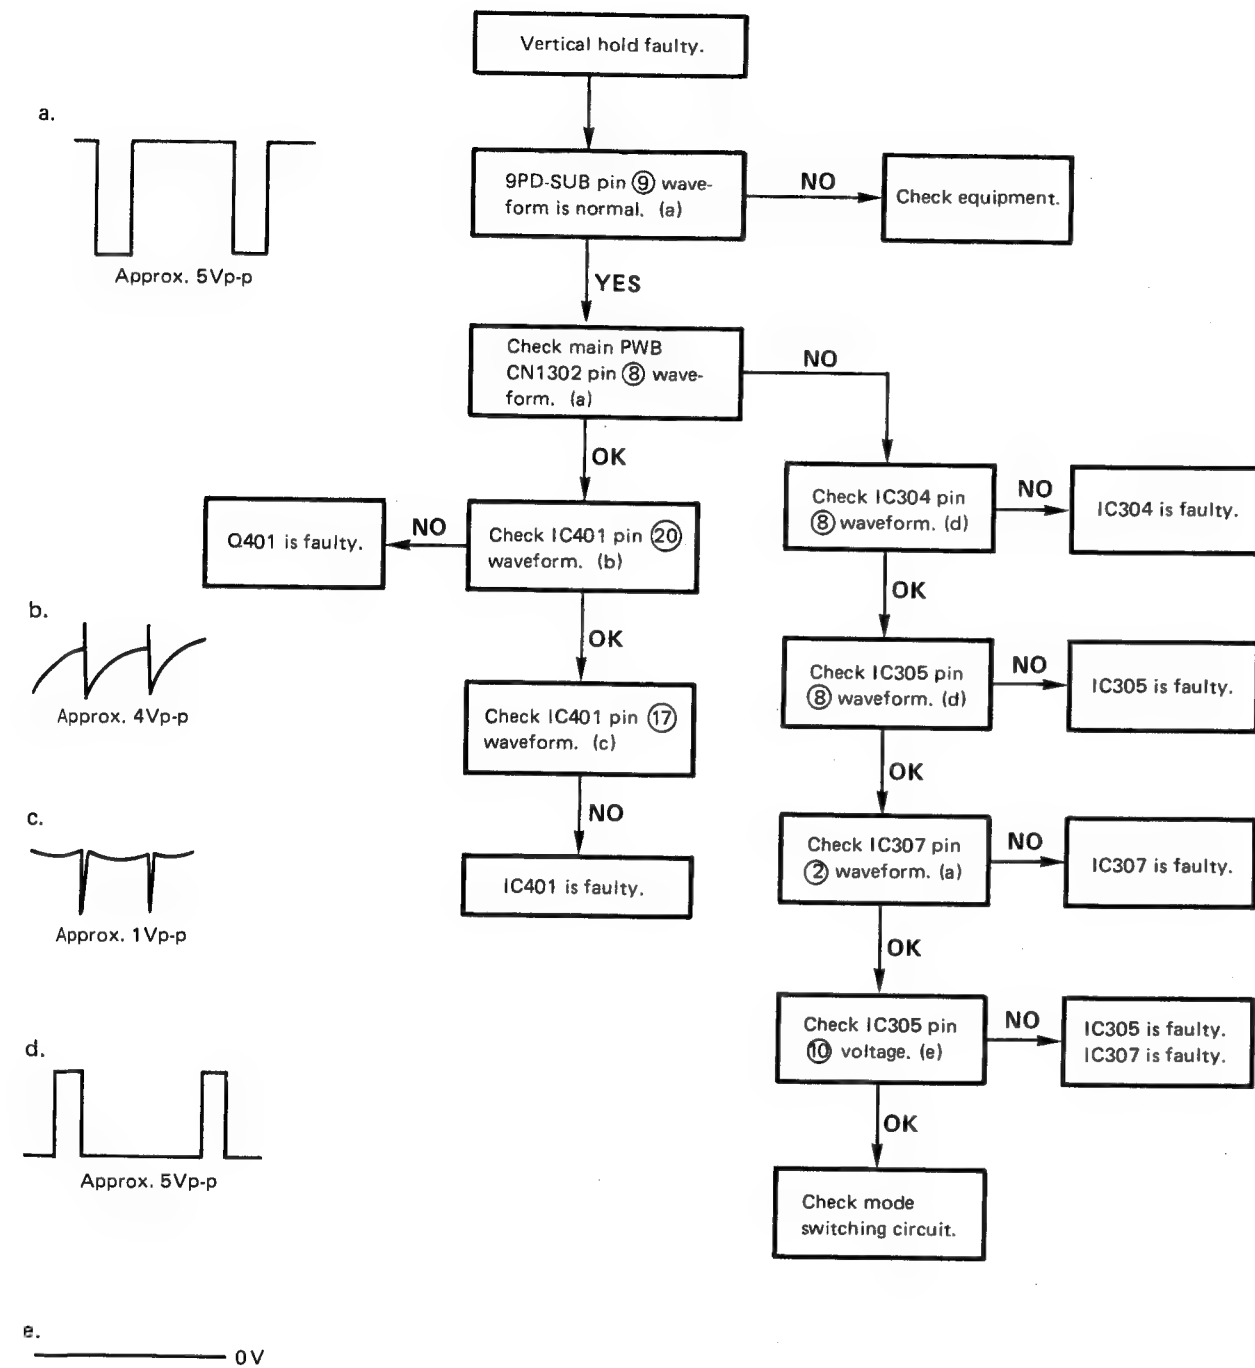 Vertical hold faulty.
a.
Approx. 5Vp-p
9PD-SUB pin ⑨ wave-
form is normal. (a)
NO
Check equipment.
YES
Check main PWB
CN1302 pin ⑧ wave-
form. (a)
NO
OK
Q401 is faulty.
NO
Check IC401 pin ⑳
waveform. (b)
Check IC304 pin
⑧ waveform. (d)
NO
IC304 is faulty.
OK
OK
b.
Approx. 4Vp-p
Check IC401 pin ⑰
waveform. (c)
Check IC305 pin
⑧ waveform. (d)
NO
IC305 is faulty.
OK
NO
c.
Approx. 1Vp-p
IC401 is faulty.
Check IC307 pin
② waveform. (a)
NO
IC307 is faulty.
OK
Check IC305 pin
⑩ voltage. (e)
NO
IC305 is faulty.
IC307 is faulty.
d.
Approx. 5Vp-p
OK
Check mode
switching circuit.
e.
0V